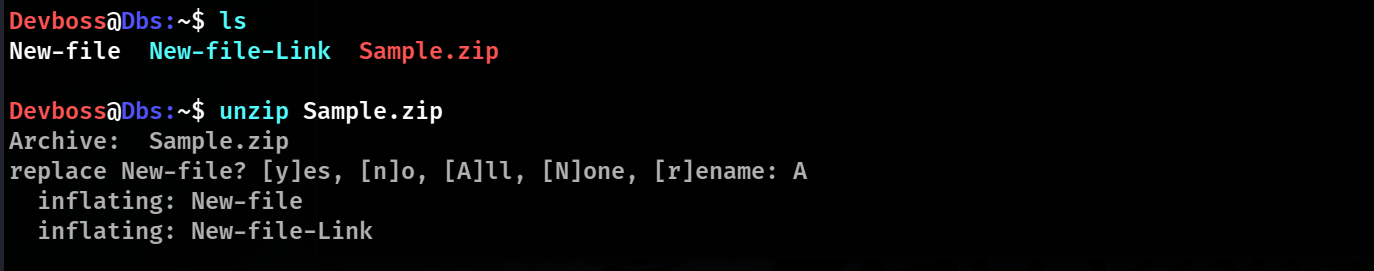 Devboss@Dbs:~$ ls
New-file  New-file-Link  Sample.zip
Devboss@Dbs:~$ unzip Sample.zip
Archive:  Sample.zip
replace New-file? [y]es, [n]o, [A]ll, [N]one, [r]ename: A
  inflating: New-file
  inflating: New-file-Link